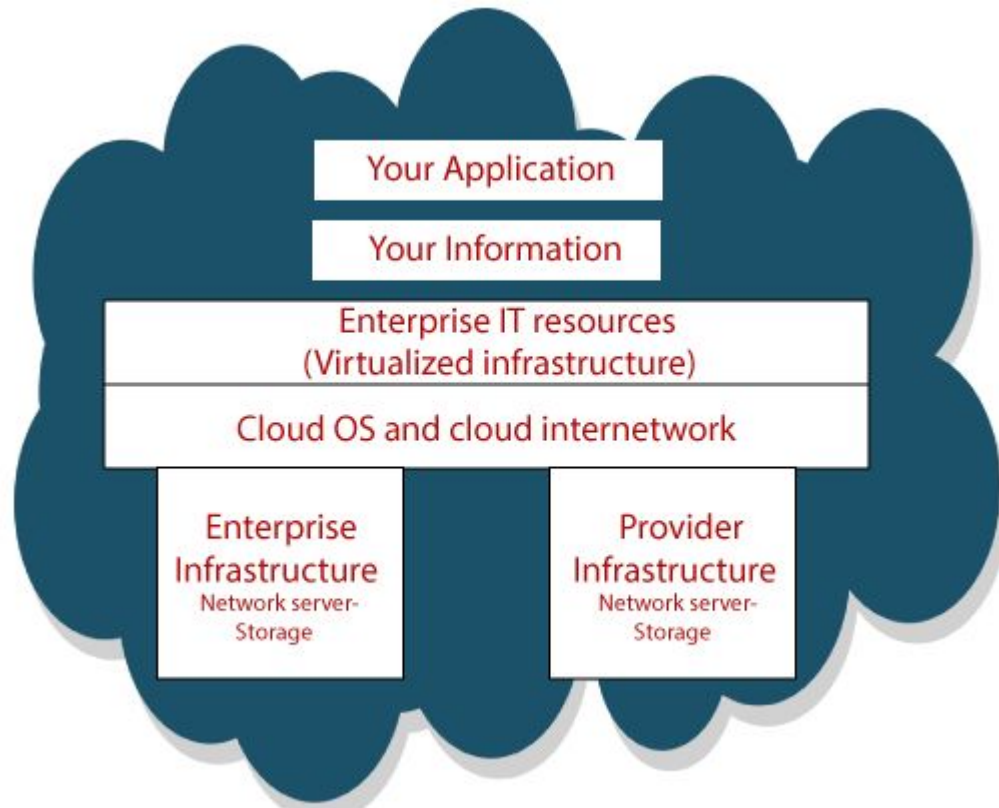 Your Application
Your Information
Enterprise IT resources
(Virtualized infrastructure)
Cloud OS and cloud internetwork
Enterprise
Infrastructure
Network server-
Storage
Provider
Infrastructure
Network server-
Storage